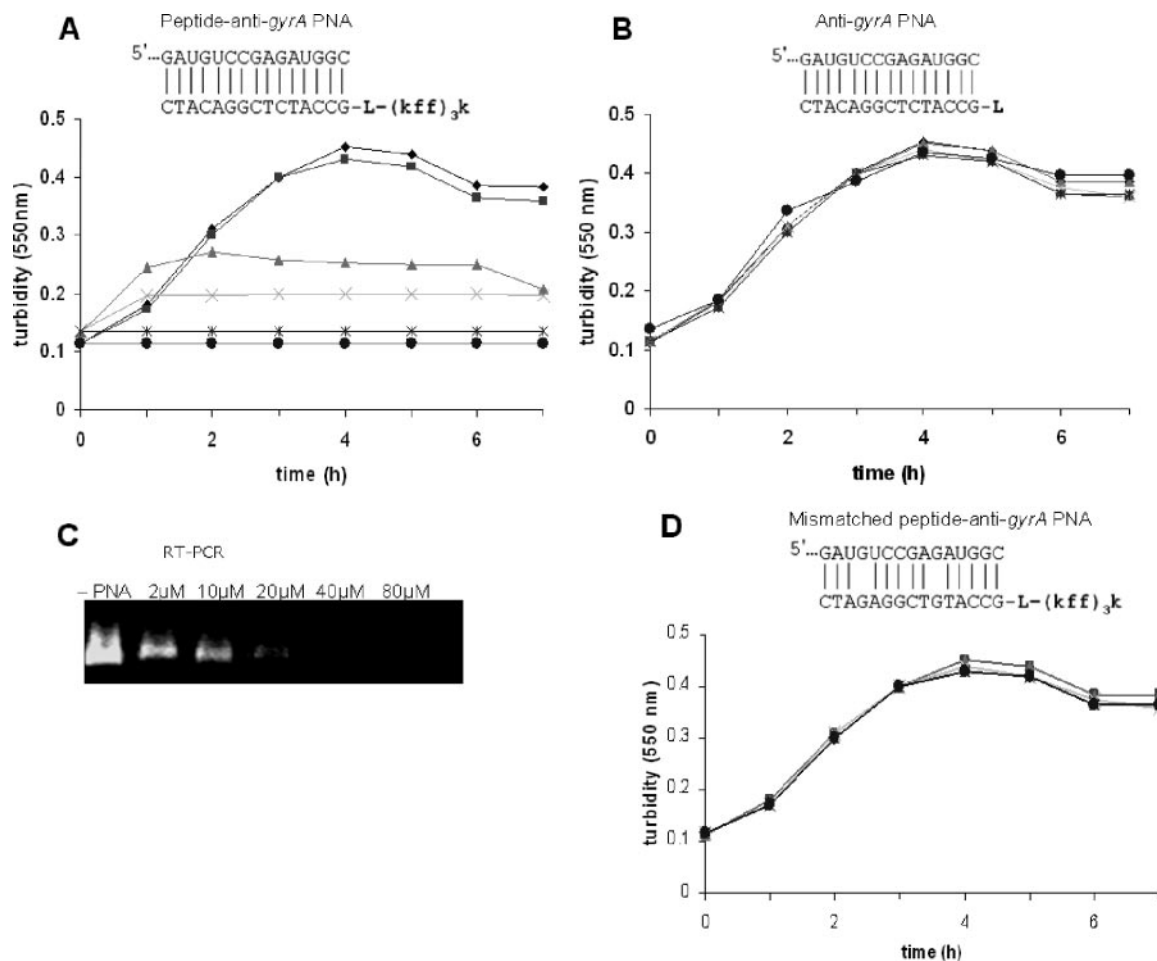 A
Peptide-anti-gyrA PNA
5'...GAUGUCCGAGAUGGC
CTACAGGCTCTACCG-L-(kff)3k
0.5
0.4
0.3
0.2
0.1
0
turbidity (550nm)
0 2 4 6
time (h)
B
Anti-gyrA PNA
5'...GAUGUCCGAGAUGGC
CTACAGGCTCTACCG-L
0.5
0.4
0.3
0.2
0.1
0
turbidity (550 nm)
0 2 4 6
time (h)
C
RT-PCR
– PNA 2µM 10µM 20µM 40µM 80µM
D
Mismatched peptide-anti-gyrA PNA
5'...GAUGUCCGAGAUGGC
CTAGAGGCTGTACCG-L-(kff)3k
0.5
0.4
0.3
0.2
0.1
0
turbidity (550 nm)
0 2 4 6
time (h)